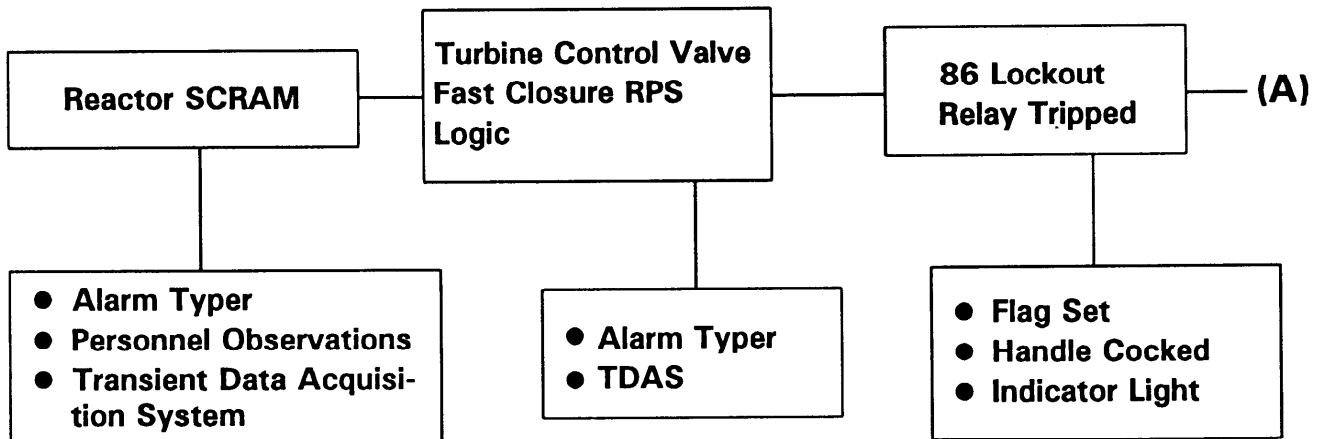 Reactor SCRAM
Turbine Control Valve
Fast Closure RPS
Logic
86 Lockout
Relay Tripped
(A)
● Alarm Typer
● Personnel Observations
● Transient Data Acquisi-
tion System
● Alarm Typer
● TDAS
● Flag Set
● Handle Cocked
● Indicator Light